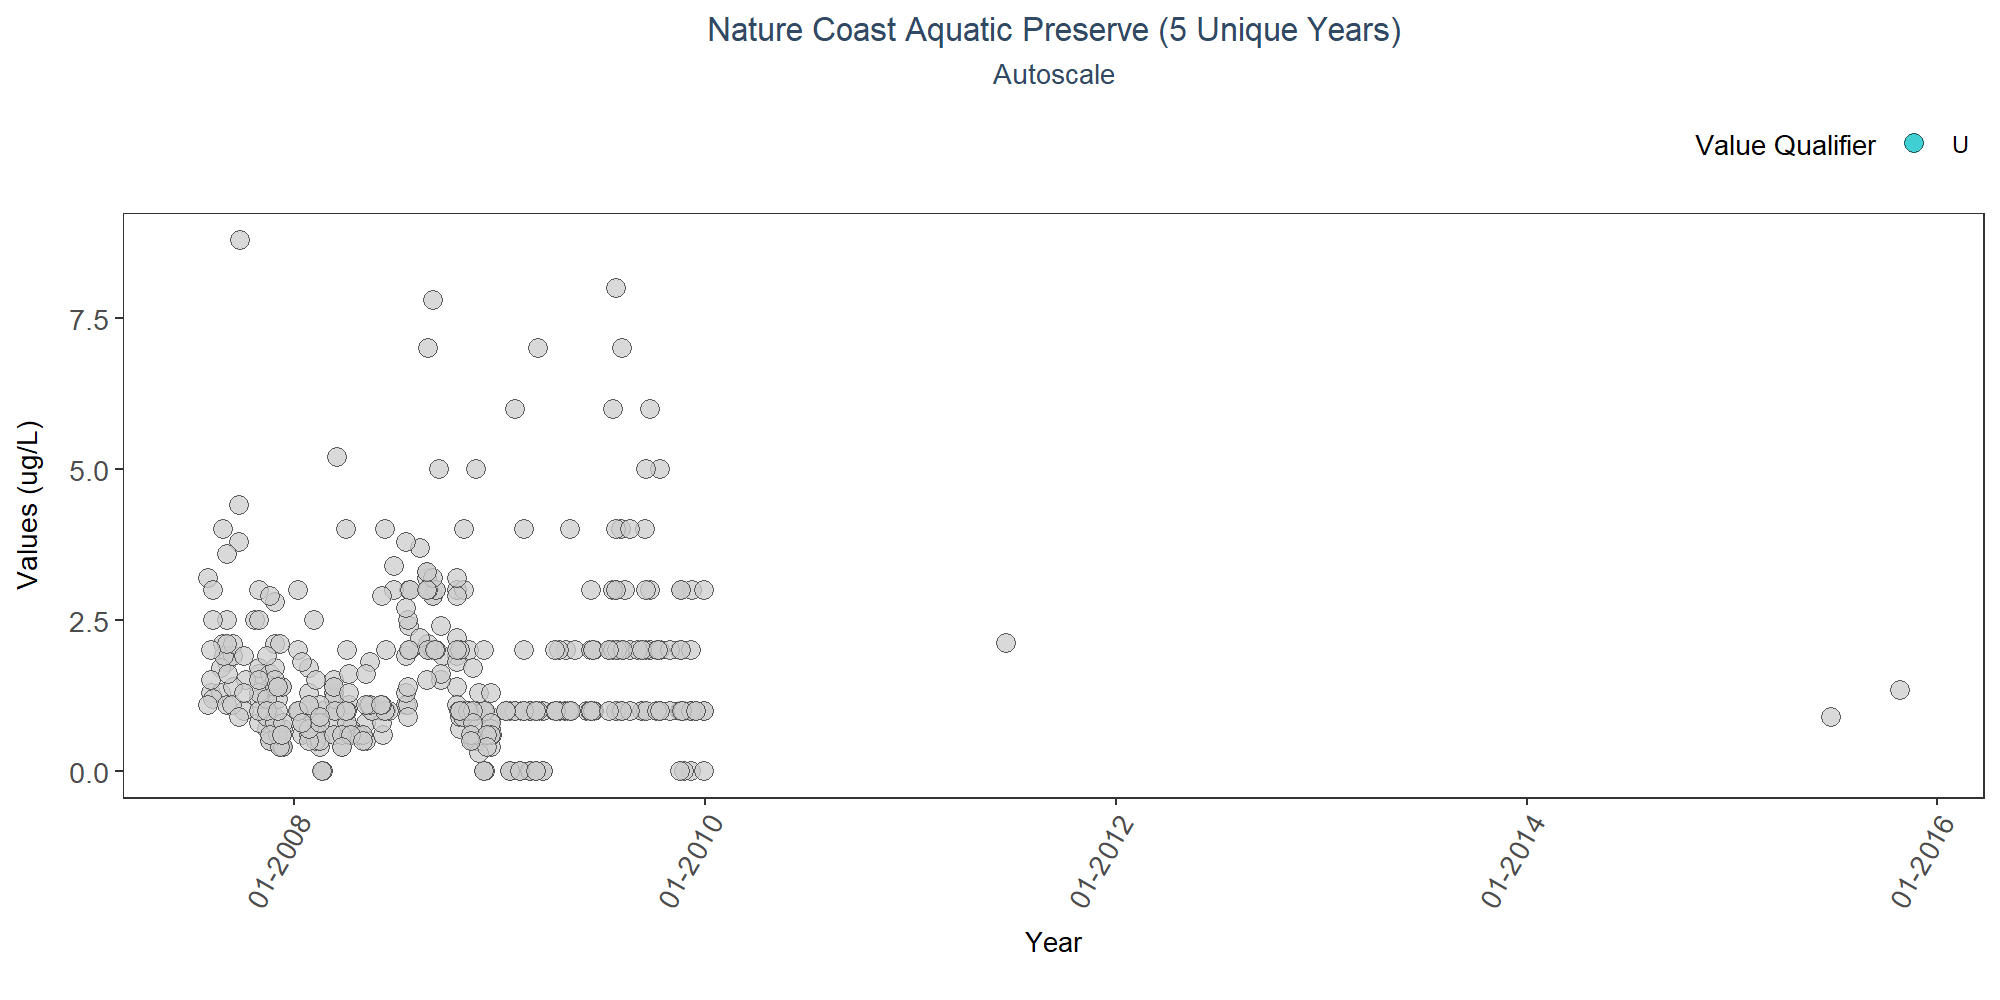 Nature Coast Aquatic Preserve (5 Unique Years)
Autoscale
Value Qualifier U
Values (ug/L)
7.5
5.0
2.5
0.0
01-2008 01-2010 01-2012 01-2014 01-2016
Year